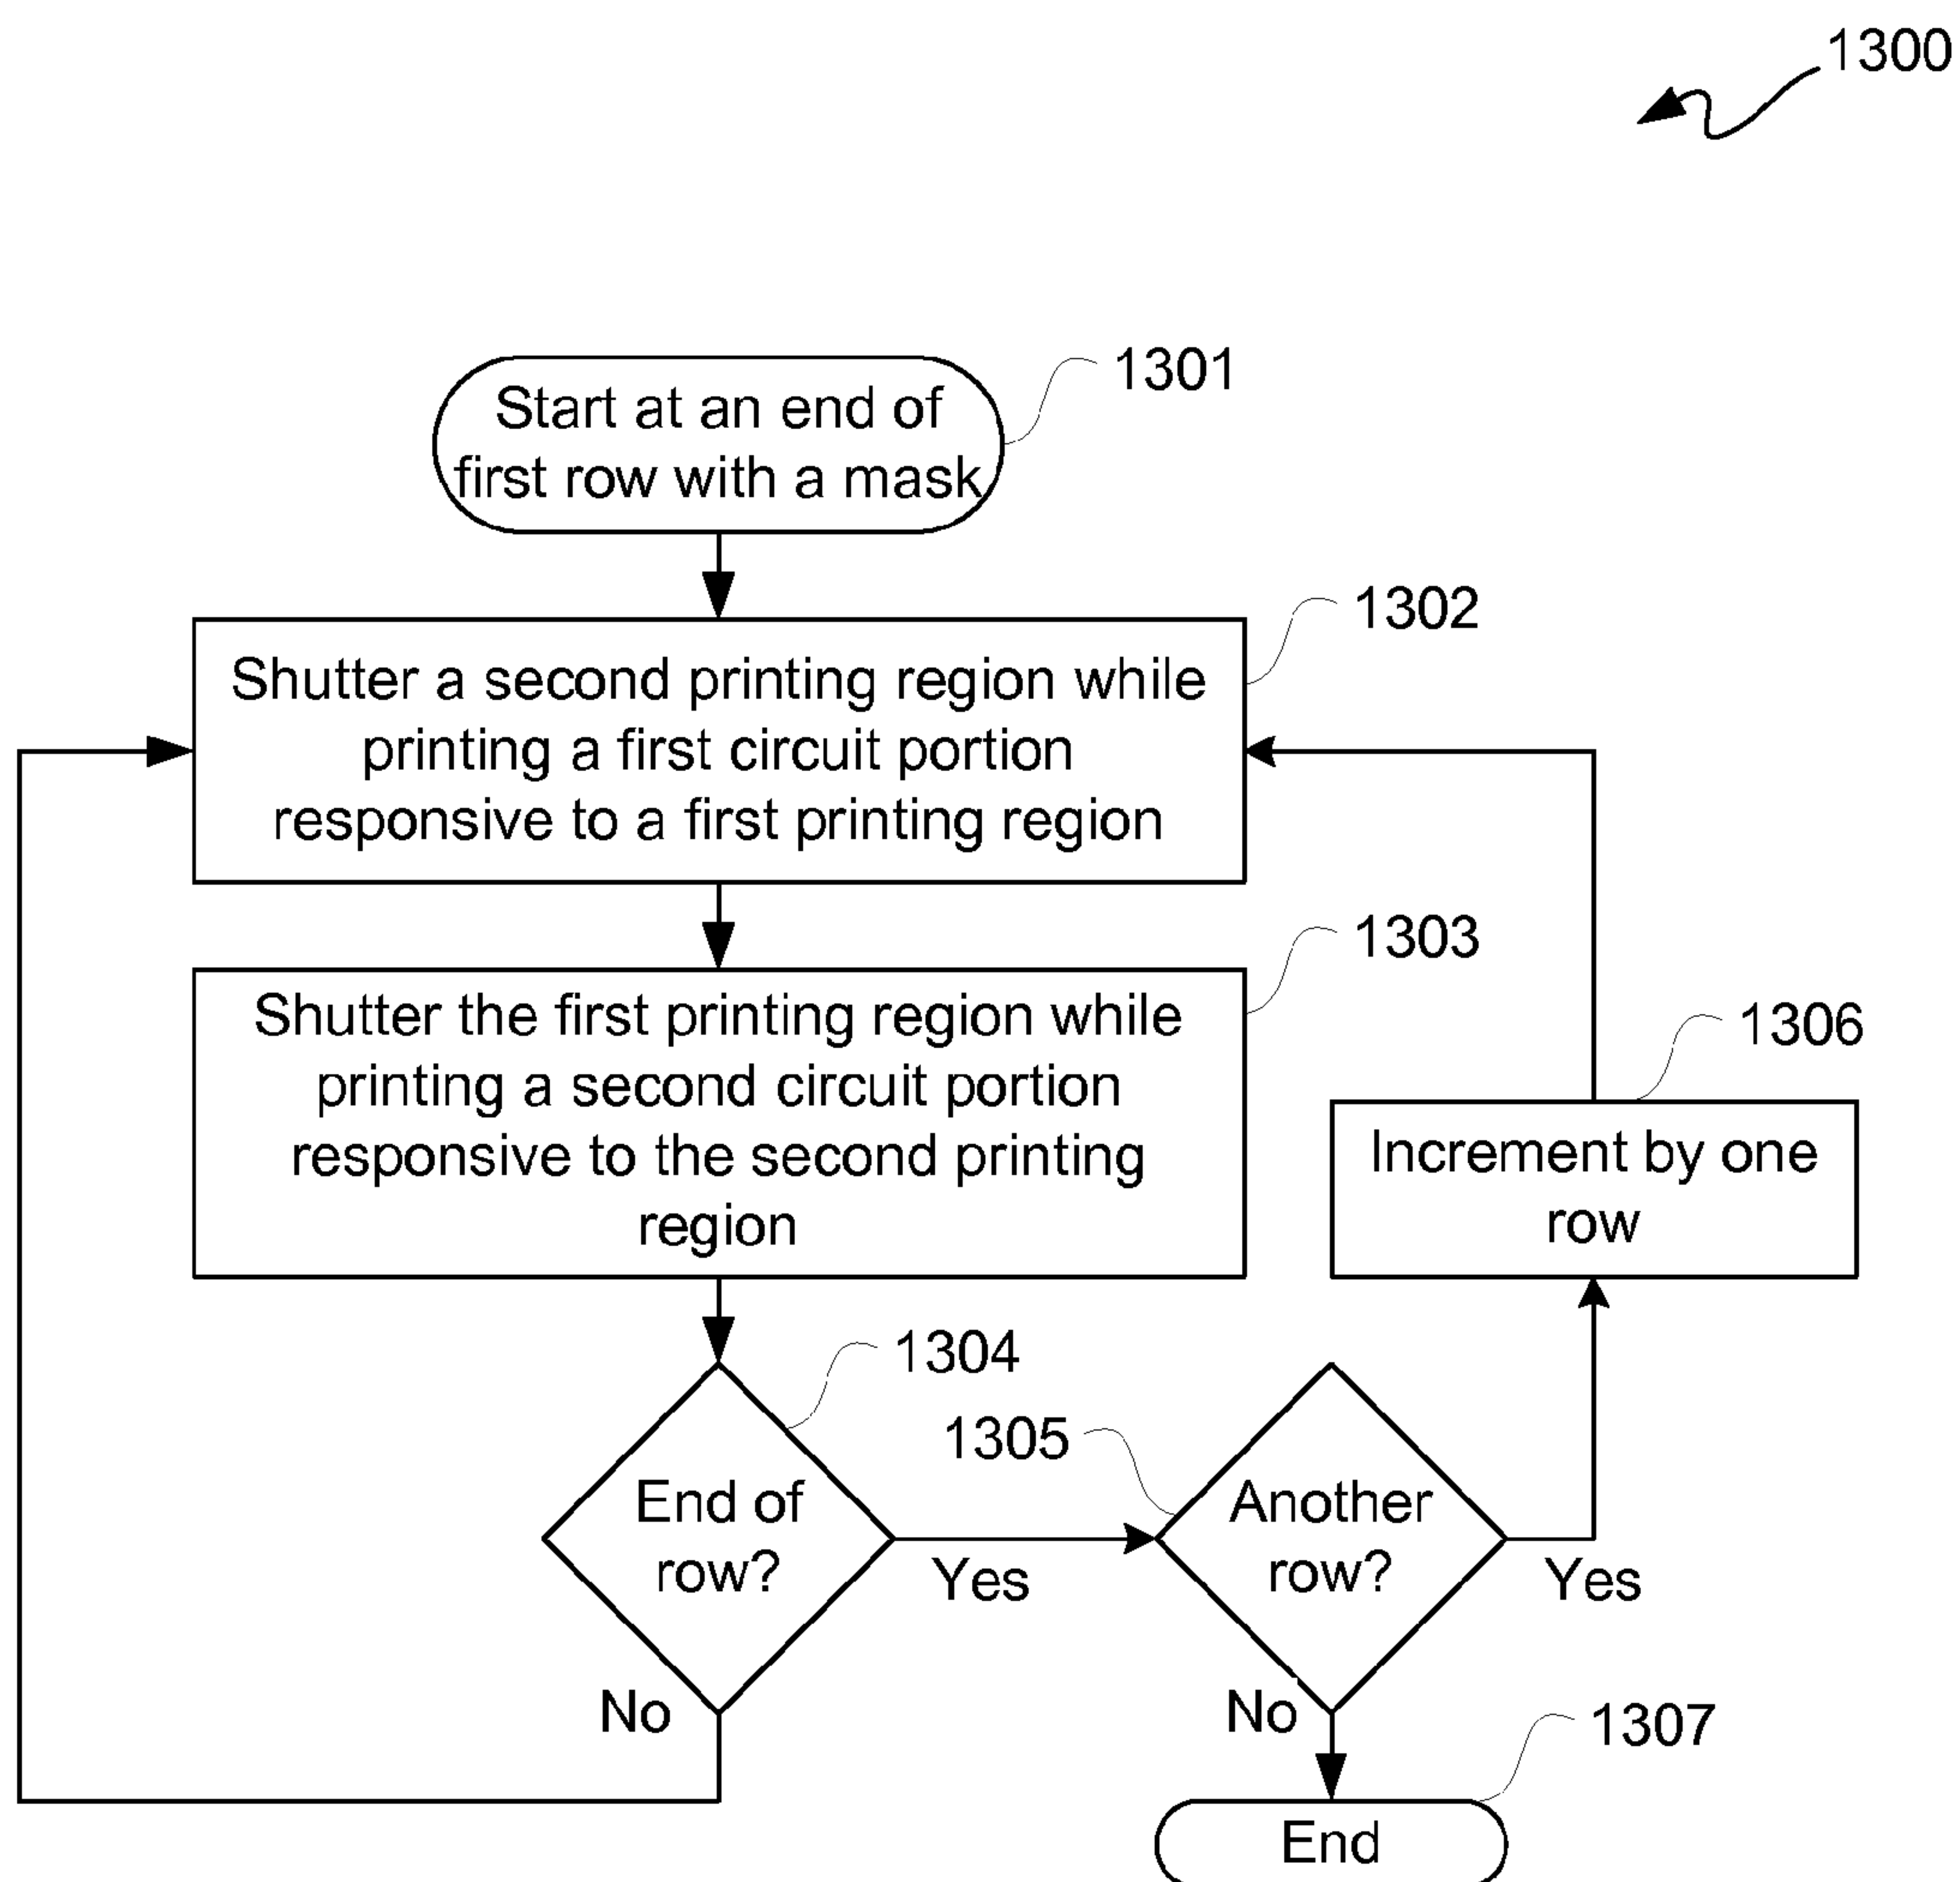 1300
1301
Start at an end of
first row with a mask
1302
Shutter a second printing region while
printing a first circuit portion
responsive to a first printing region
1303
Shutter the first printing region while
printing a second circuit portion
responsive to the second printing
region
1306
Increment by one
row
1304
End of
row?
Yes
No
1305
Another
row?
Yes
No
1307
End